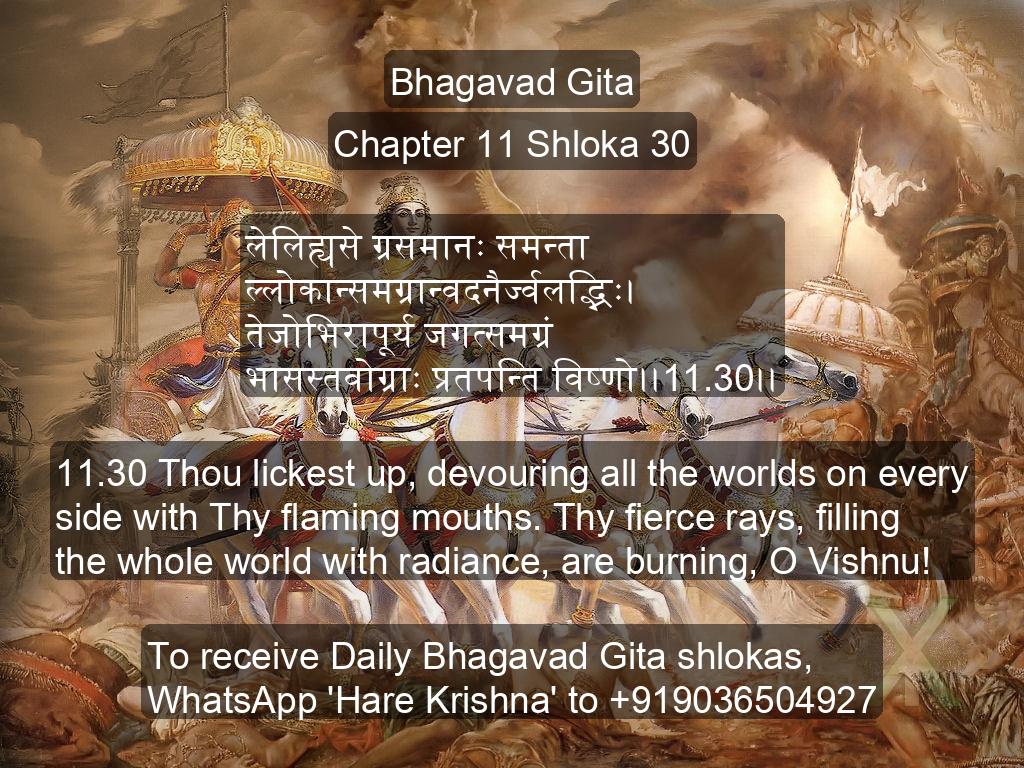 Bhagavad Gita
Chapter 11 Shloka 30
लेलिह्यसे ग्रसमानः समन्ता
ल्लोकान्समग्रान्वदनैर्ज्वलद्भिः।
तेजोभिरापूर्य जगत्समग्रं
भासस्तवोग्राः प्रतपन्ति विष्णो।।11.30।।
11.30 Thou lickest up, devouring all the worlds on every
side with Thy flaming mouths. Thy fierce rays, filling
the whole world with radiance, are burning, O Vishnu!
To receive Daily Bhagavad Gita shlokas,
WhatsApp 'Hare Krishna' to +919036504927